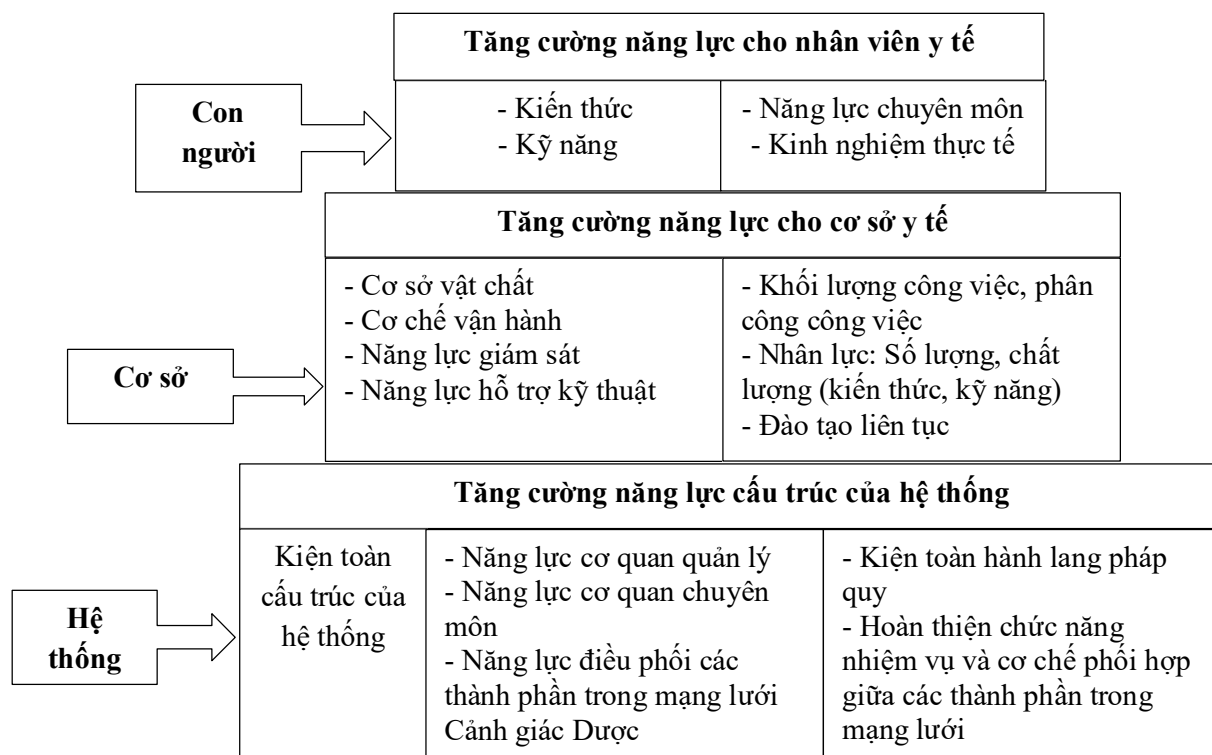 Tăng cường năng lực cho nhân viên y tế
Con
người
- Kiến thức
- Kỹ năng
- Năng lực chuyên môn
- Kinh nghiệm thực tế
Tăng cường năng lực cho cơ sở y tế
Cơ sở
- Cơ sở vật chất
- Cơ chế vận hành
- Năng lực giám sát
- Năng lực hỗ trợ kỹ thuật
- Khối lượng công việc, phân
công công việc
- Nhân lực: Số lượng, chất
lượng (kiến thức, kỹ năng)
- Đào tạo liên tục
Tăng cường năng lực cấu trúc của hệ thống
Hệ
thống
Kiện toàn
cấu trúc của
hệ thống
- Năng lực cơ quan quản lý
- Năng lực cơ quan chuyên
môn
- Năng lực điều phối các
thành phần trong mạng lưới
Cảnh giác Dược
- Kiện toàn hành lang pháp
quy
- Hoàn thiện chức năng
nhiệm vụ và cơ chế phối hợp
giữa các thành phần trong
mạng lưới